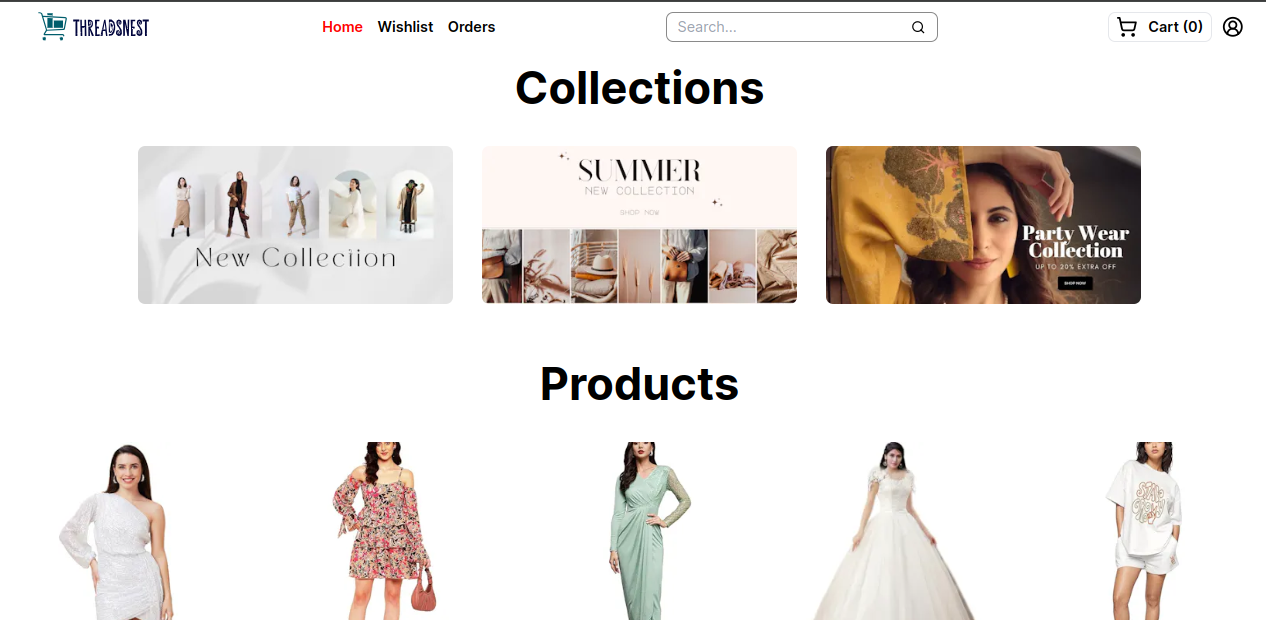 THREADSNEST
Home Wishlist Orders
Search...
Cart (0)
Collections
New Collectiion
SUMMER
NEW COLLECTION
SHOP NOW
Party Wear
Collection
UP TO 20% EXTRA OFF
SHOP NOW
Products